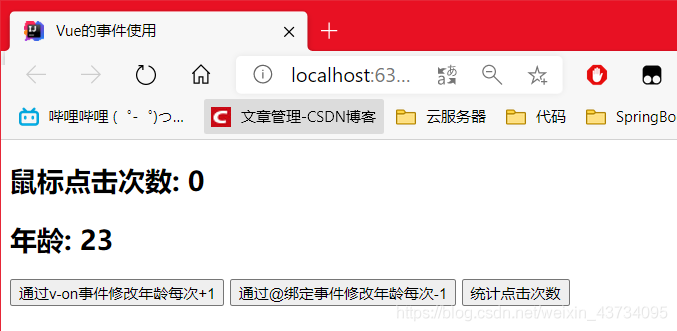 Vue的事件使用
localhost:63...
哔哩哔哩 (゜-゜)つ... 文章管理-CSDN博客 云服务器 代码 SpringBo
鼠标点击次数: 0
年龄: 23
通过v-on事件修改年龄每次+1 通过@绑定事件修改年龄每次-1 统计点击次数
https://blog.csdn.net/weixin_43734095